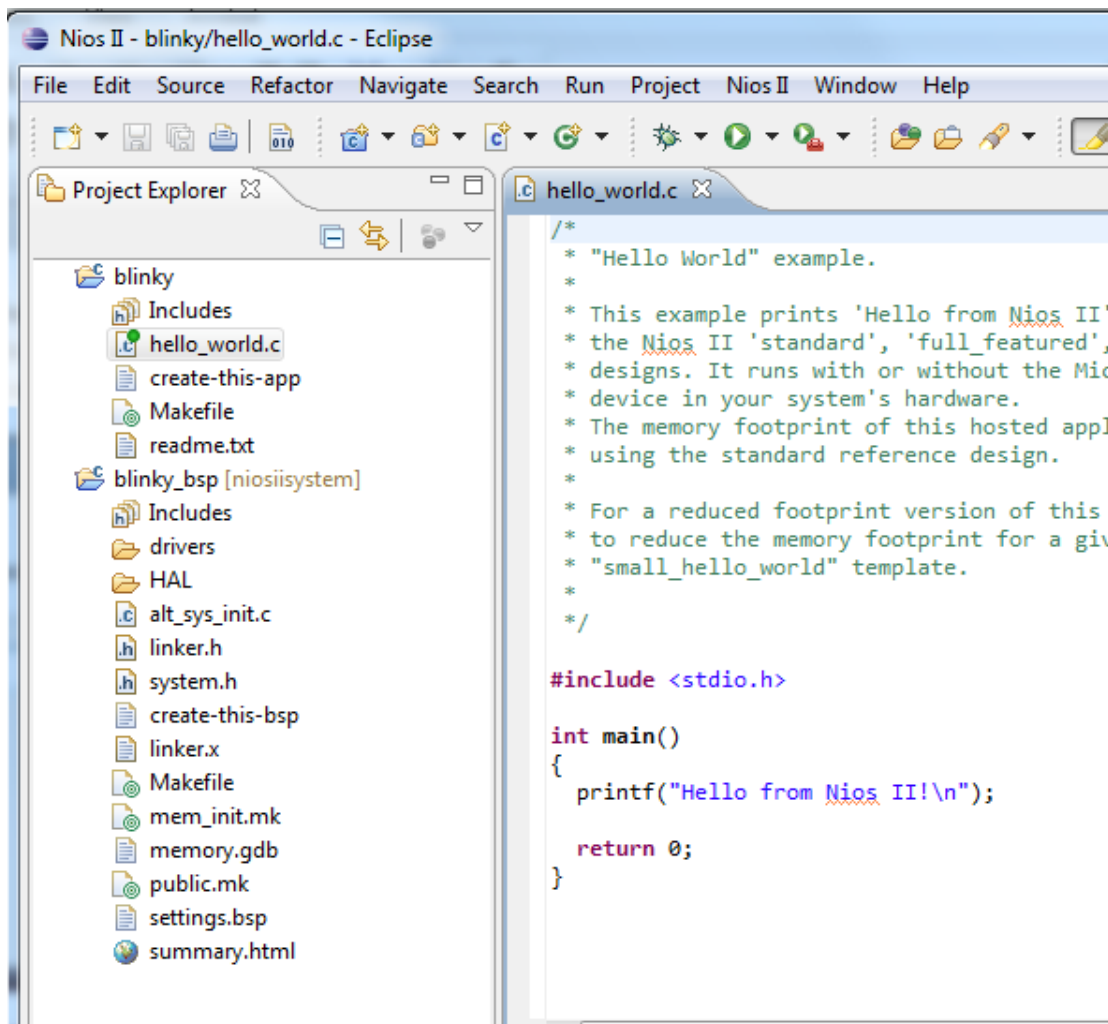 Nios II - blinky/hello_world.c - Eclipse
File Edit Source Refactor Navigate Search Run Project Nios II Window Help
010
Project Explorer
blinky
Includes
hello_world.c
create-this-app
Makefile
readme.txt
blinky_bsp [niosiisystem]
Includes
drivers
HAL
alt_sys_init.c
linker.h
system.h
create-this-bsp
linker.x
Makefile
mem_init.mk
memory.gdb
public.mk
settings.bsp
summary.html
hello_world.c
/*
* "Hello World" example.
*
* This example prints 'Hello from Nios II'
* the Nios II 'standard', 'full_featured',
* designs. It runs with or without the
* device in your system's hardware.
* The memory footprint of this hosted
* using the standard reference design.
*
* For a reduced footprint version of this
* to reduce the memory footprint for a
* "small_hello_world" template.
*
*/
#include <stdio.h>
int main()
{
printf("Hello from Nios II!\n");
return 0;
}